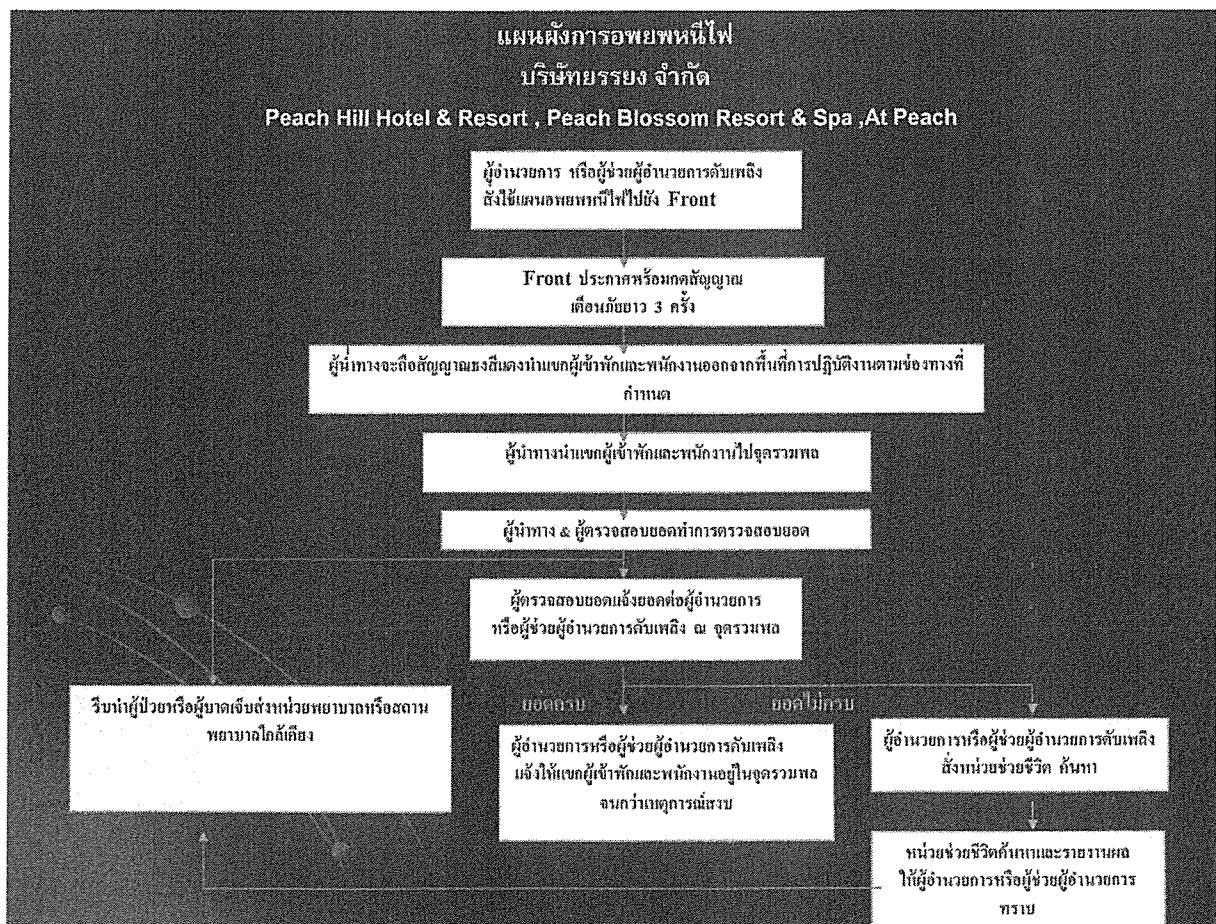 แผนผังการอพยพหนีไฟ
บริษัทยรรยง จำกัด
Peach Hill Hotel & Resort , Peach Blossom Resort & Spa ,At Peach
ผู้อำนวยการ หรือผู้ช่วยผู้อำนวยการดับเพลิง
สั่งใช้แผนอพยพหนีไฟไปยัง Front
Front ประกาศพร้อมกดสัญญาณ
เตือนภัยยาว 3 ครั้ง
ผู้นำทางจะถือสัญญาณธงสีแดงนำแขกผู้เข้าพักและพนักงานออกจากพื้นที่การปฏิบัติงานตามช่องทางที่
กำหนด
ผู้นำทางนำแขกผู้เข้าพักและพนักงานไปจุดรวมพล
ผู้นำทาง & ผู้ตรวจสอบยอดทำการตรวจสอบยอด
ผู้ตรวจสอบยอดแจ้งยอดต่อผู้อำนวยการ
หรือผู้ช่วยผู้อำนวยการดับเพลิง ณ จุดรวมพล
รีบนำผู้ป่วยหรือผู้บาดเจ็บส่งหน่วยพยาบาลหรือสถาน
พยาบาลใกล้เคียง
ยอดครบ
ยอดไม่ครบ
ผู้อำนวยการหรือผู้ช่วยผู้อำนวยการดับเพลิง
แจ้งให้แขกผู้เข้าพักและพนักงานอยู่ในจุดรวมพล
จนกว่าเหตุการณ์สงบ
ผู้อำนวยการหรือผู้ช่วยผู้อำนวยการดับเพลิง
สั่งหน่วยช่วยชีวิต ค้นหา
หน่วยช่วยชีวิตค้นหาและรายงานผล
ให้ผู้อำนวยการหรือผู้ช่วยผู้อำนวยการ
ทราบ